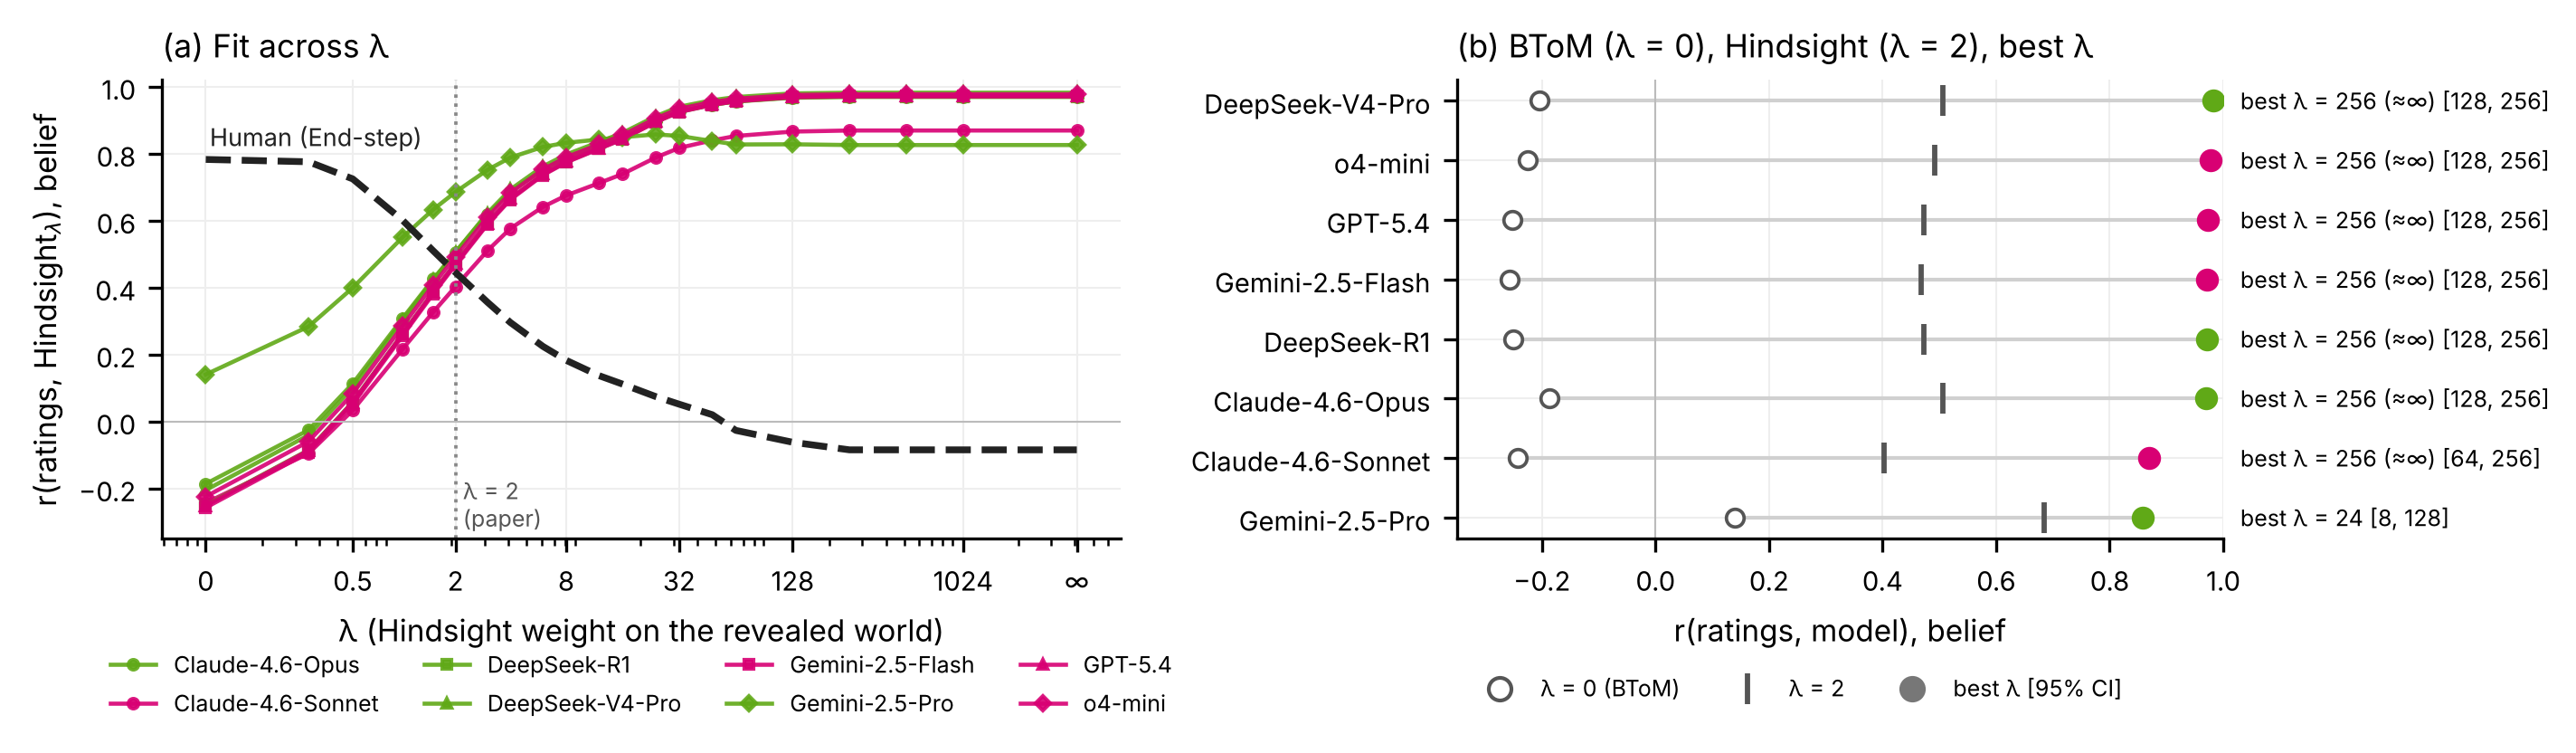 (a) Fit across λ
r(ratings, Hindsightλ), belief
1.0
0.8
0.6
0.4
0.2
0.0
−0.2
Human (End-step)
λ = 2
(paper)
0 0.5 2 8 32 128 1024 ∞
λ (Hindsight weight on the revealed world)
Claude-4.6-Opus DeepSeek-R1 Gemini-2.5-Flash GPT-5.4
Claude-4.6-Sonnet DeepSeek-V4-Pro Gemini-2.5-Pro o4-mini
(b) BToM (λ = 0), Hindsight (λ = 2), best λ
DeepSeek-V4-Pro best λ = 256 (≈∞) [128, 256]
o4-mini best λ = 256 (≈∞) [128, 256]
GPT-5.4 best λ = 256 (≈∞) [128, 256]
Gemini-2.5-Flash best λ = 256 (≈∞) [128, 256]
DeepSeek-R1 best λ = 256 (≈∞) [128, 256]
Claude-4.6-Opus best λ = 256 (≈∞) [128, 256]
Claude-4.6-Sonnet best λ = 256 (≈∞) [64, 256]
Gemini-2.5-Pro best λ = 24 [8, 128]
−0.2 0.0 0.2 0.4 0.6 0.8 1.0
r(ratings, model), belief
λ = 0 (BToM) λ = 2 best λ [95% CI]